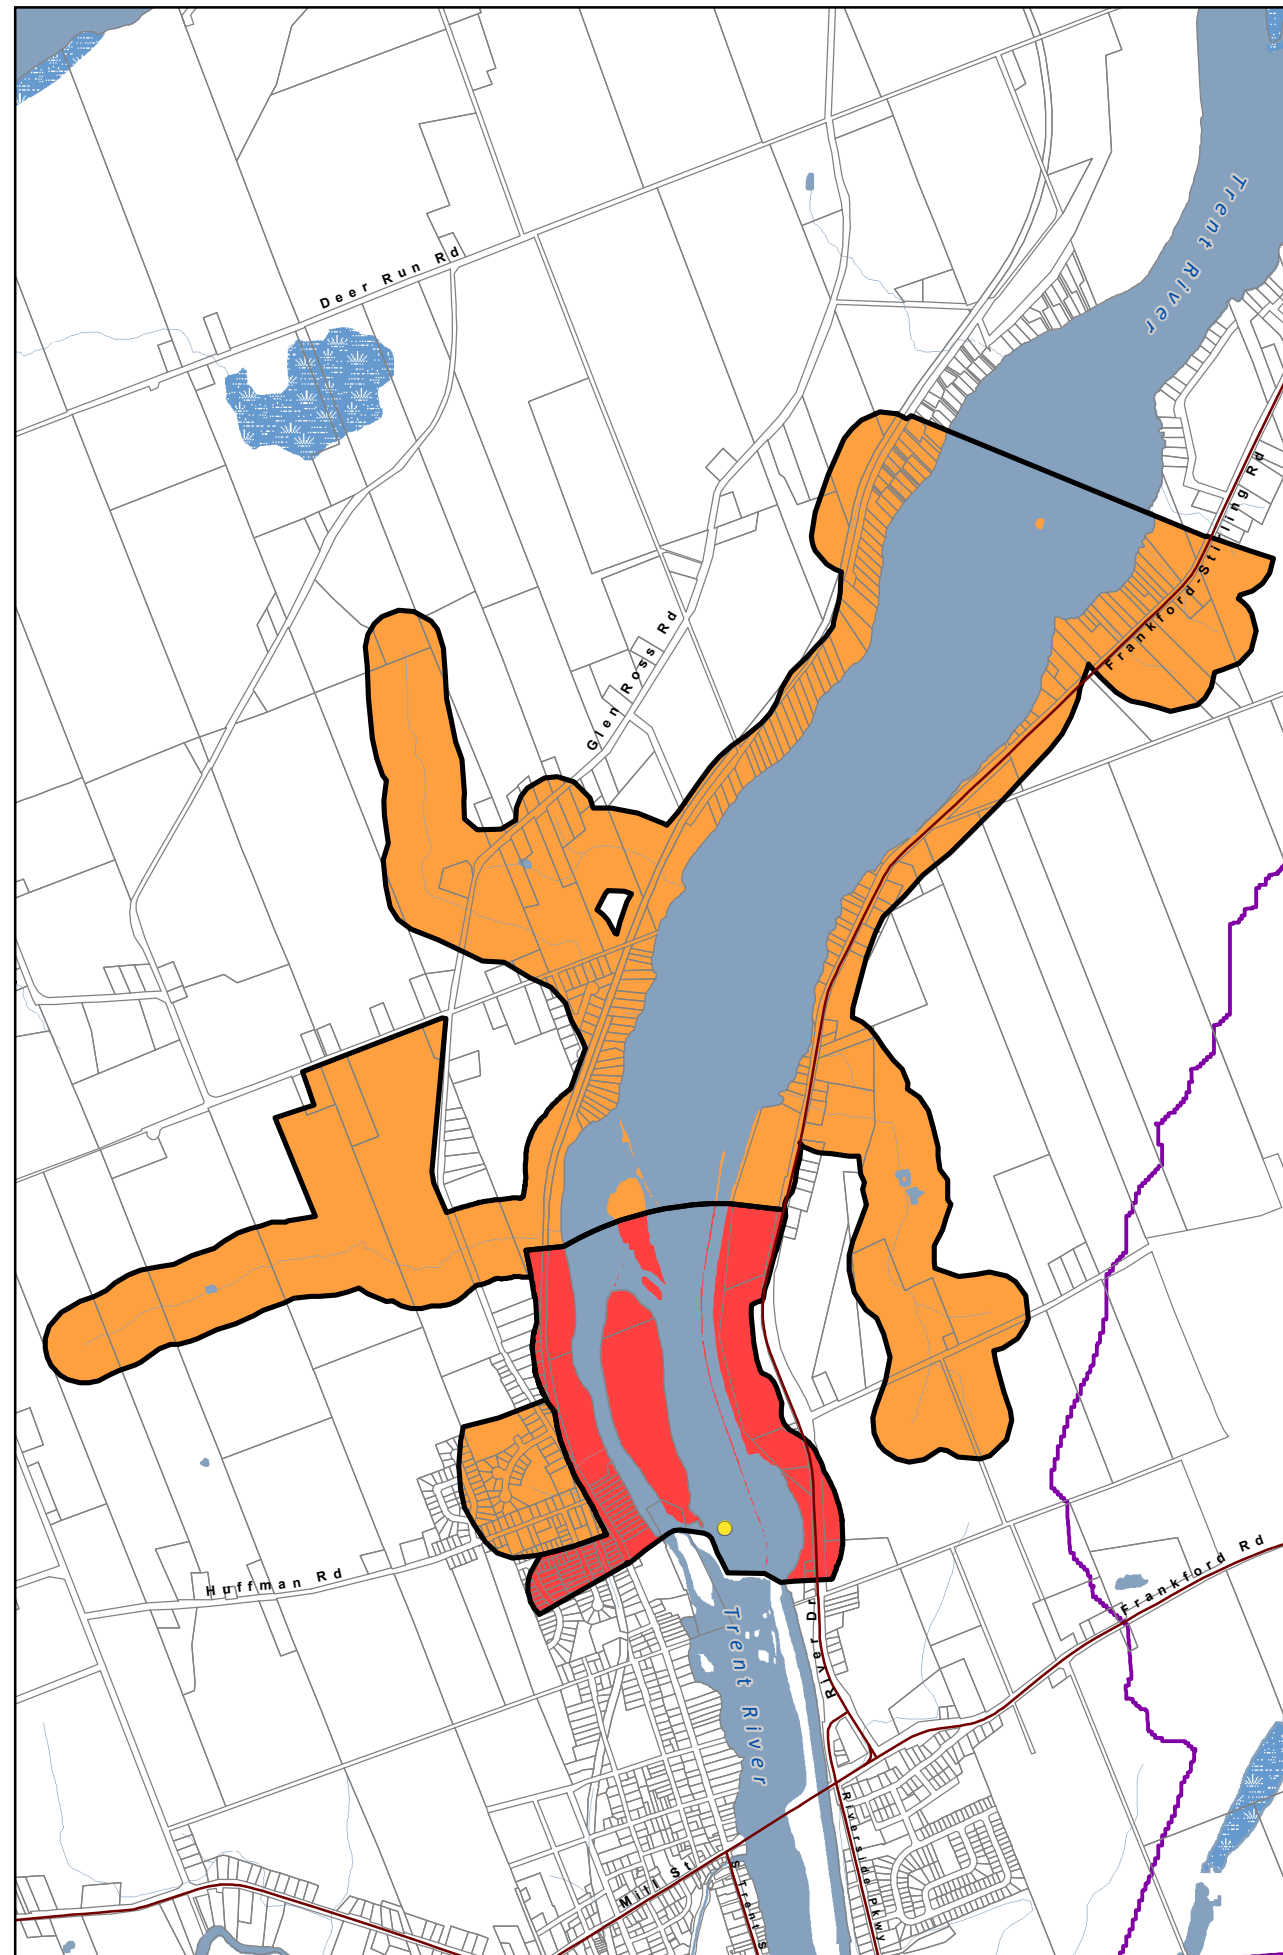 Trent River
Deer Run Rd
Frankford-Stirling Rd
Glen Ross Rd
Huffman Rd
Frankford Rd
River Dr
Trent River
Riverside Pkwy
Mill St
S Trent S